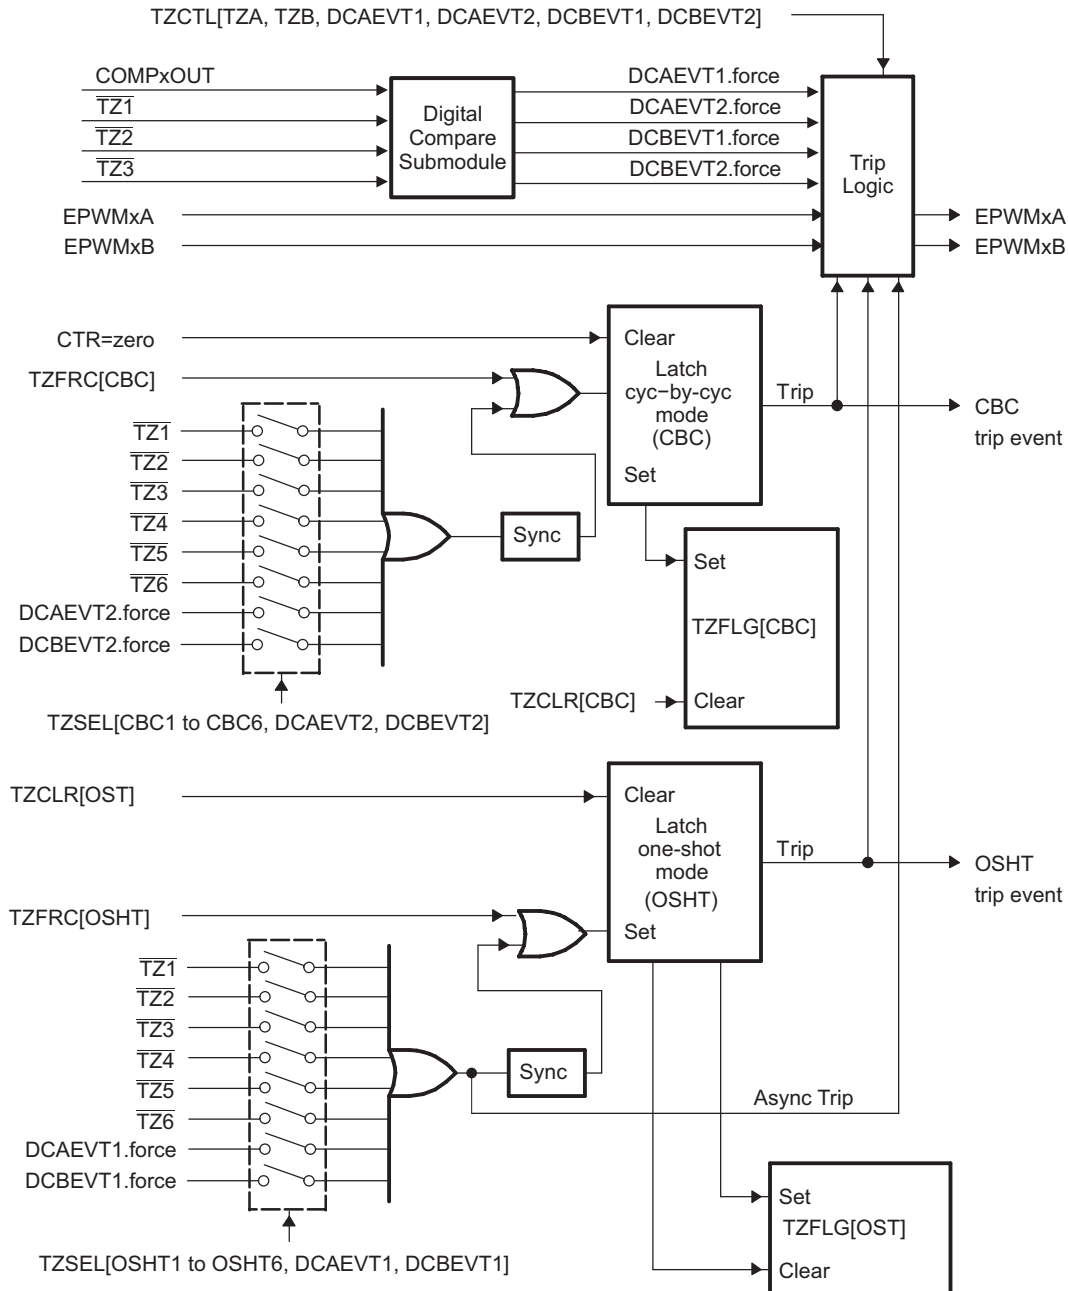 TZCTL[TZA, TZB, DCAEVT1, DCAEVT2, DCBEVT1, DCBEVT2]
COMPxOUT
TZ1
TZ2
TZ3
Digital
Compare
Submodule
DCAEVT1.force
DCAEVT2.force
DCBEVT1.force
DCBEVT2.force
Trip
Logic
EPWMxA
EPWMxB
EPWMxA
EPWMxB
CTR=zero
TZFRC[CBC]
Clear
Latch
cyc−by-cyc
mode
(CBC)
Set
Trip
CBC
trip event
TZ1
TZ2
TZ3
TZ4
TZ5
TZ6
DCAEVT2.force
DCBEVT2.force
Sync
Set
TZFLG[CBC]
Clear
TZCLR[CBC]
TZSEL[CBC1 to CBC6, DCAEVT2, DCBEVT2]
TZCLR[OST]
Clear
Latch
one-shot
mode
(OSHT)
Set
Trip
OSHT
trip event
TZFRC[OSHT]
TZ1
TZ2
TZ3
TZ4
TZ5
TZ6
DCAEVT1.force
DCBEVT1.force
Sync
Async Trip
Set
TZFLG[OST]
Clear
TZSEL[OSHT1 to OSHT6, DCAEVT1, DCBEVT1]